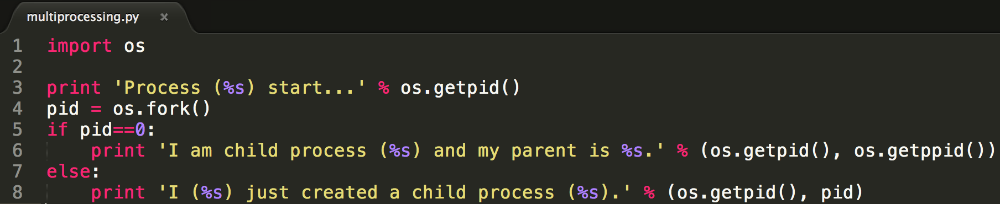 multiprocessing.py ×
1 import os
2
3 print 'Process (%s) start...' % os.getpid()
4 pid = os.fork()
5 if pid==0:
6     print 'I am child process (%s) and my parent is %s.' % (os.getpid(), os.getppid())
7 else:
8     print 'I (%s) just created a child process (%s).' % (os.getpid(), pid)